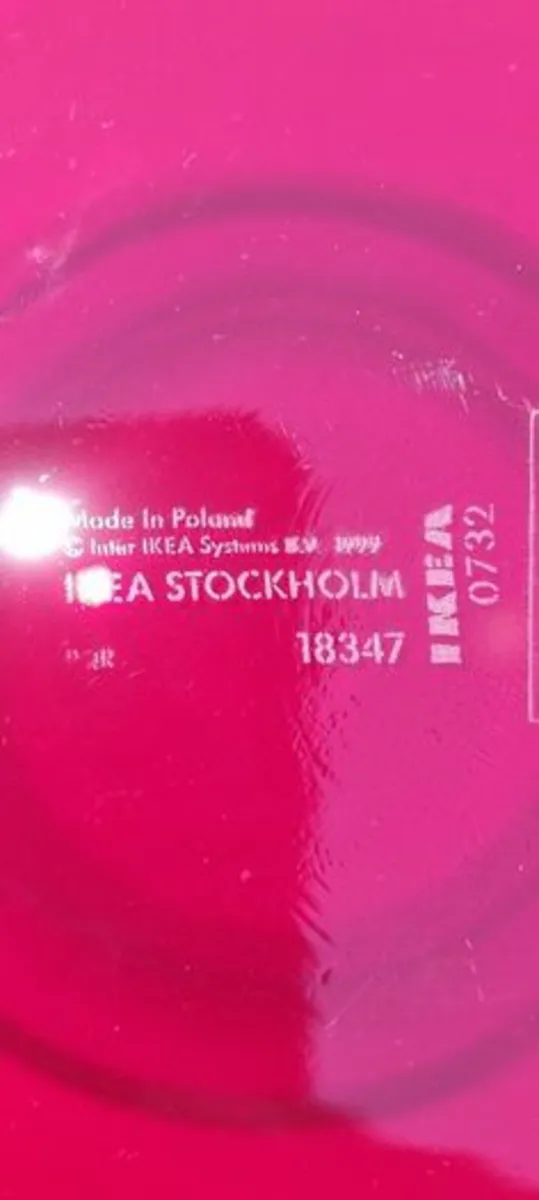 Made In Poland
© Inter IKEA Systems B.V. 1999
IKEA STOCKHOLM
18347
IKEA
0732